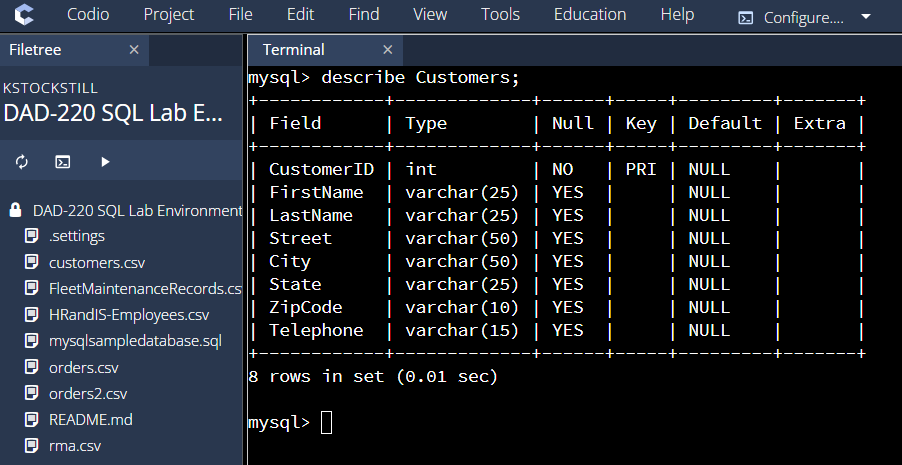 Codio Project File Edit Find View Tools Education Help Configure....
Filetree ×
KSTOCKSTILL
DAD-220 SQL Lab E...
DAD-220 SQL Lab Environment
.settings
customers.csv
FleetMaintenanceRecords.csv
HRandIS-Employees.csv
mysqlsampledatabase.sql
orders.csv
orders2.csv
README.md
rma.csv
Terminal ×
mysql> describe Customers;
+------------+-------------+------+-----+---------+-------+
| Field      | Type        | Null | Key | Default | Extra |
+------------+-------------+------+-----+---------+-------+
| CustomerID | int         | NO   | PRI | NULL    |       |
| FirstName  | varchar(25) | YES  |     | NULL    |       |
| LastName   | varchar(25) | YES  |     | NULL    |       |
| Street     | varchar(50) | YES  |     | NULL    |       |
| City       | varchar(50) | YES  |     | NULL    |       |
| State      | varchar(25) | YES  |     | NULL    |       |
| ZipCode    | varchar(10) | YES  |     | NULL    |       |
| Telephone  | varchar(15) | YES  |     | NULL    |       |
+------------+-------------+------+-----+---------+-------+
8 rows in set (0.01 sec)
mysql>